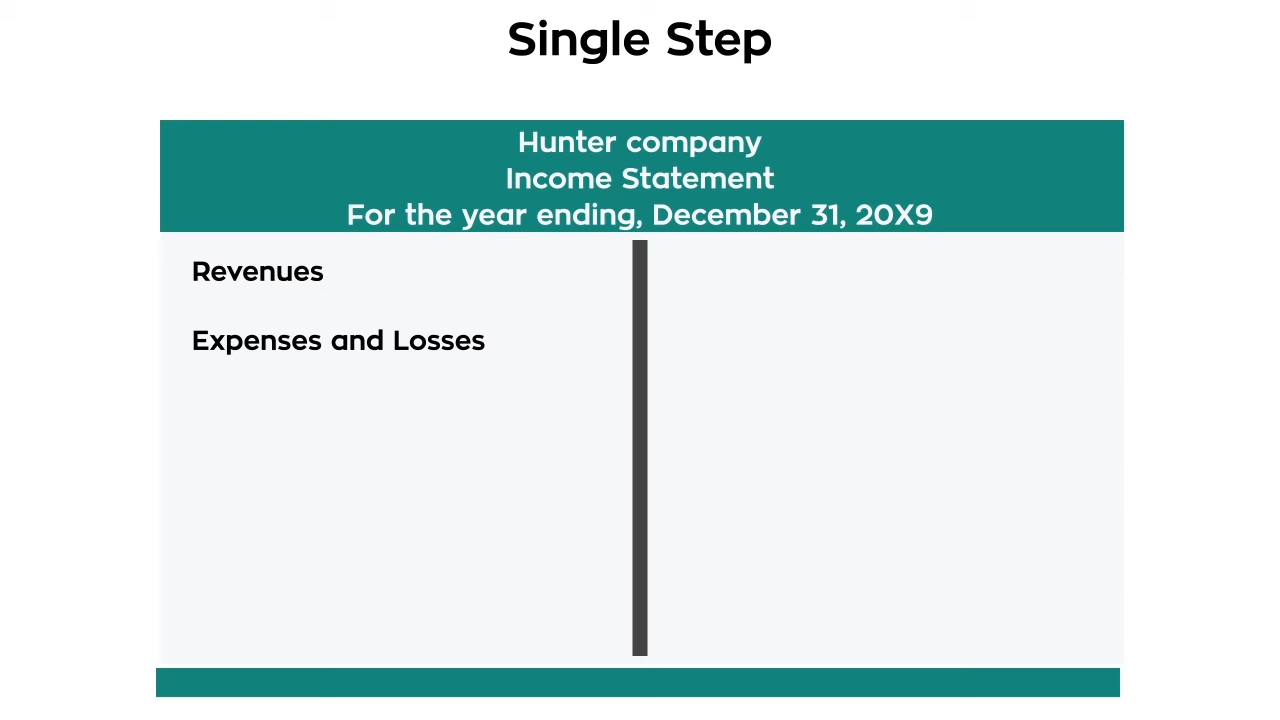 Single Step
Hunter company
Income Statement
For the year ending, December 31, 20X9
Revenues
Expenses and Losses